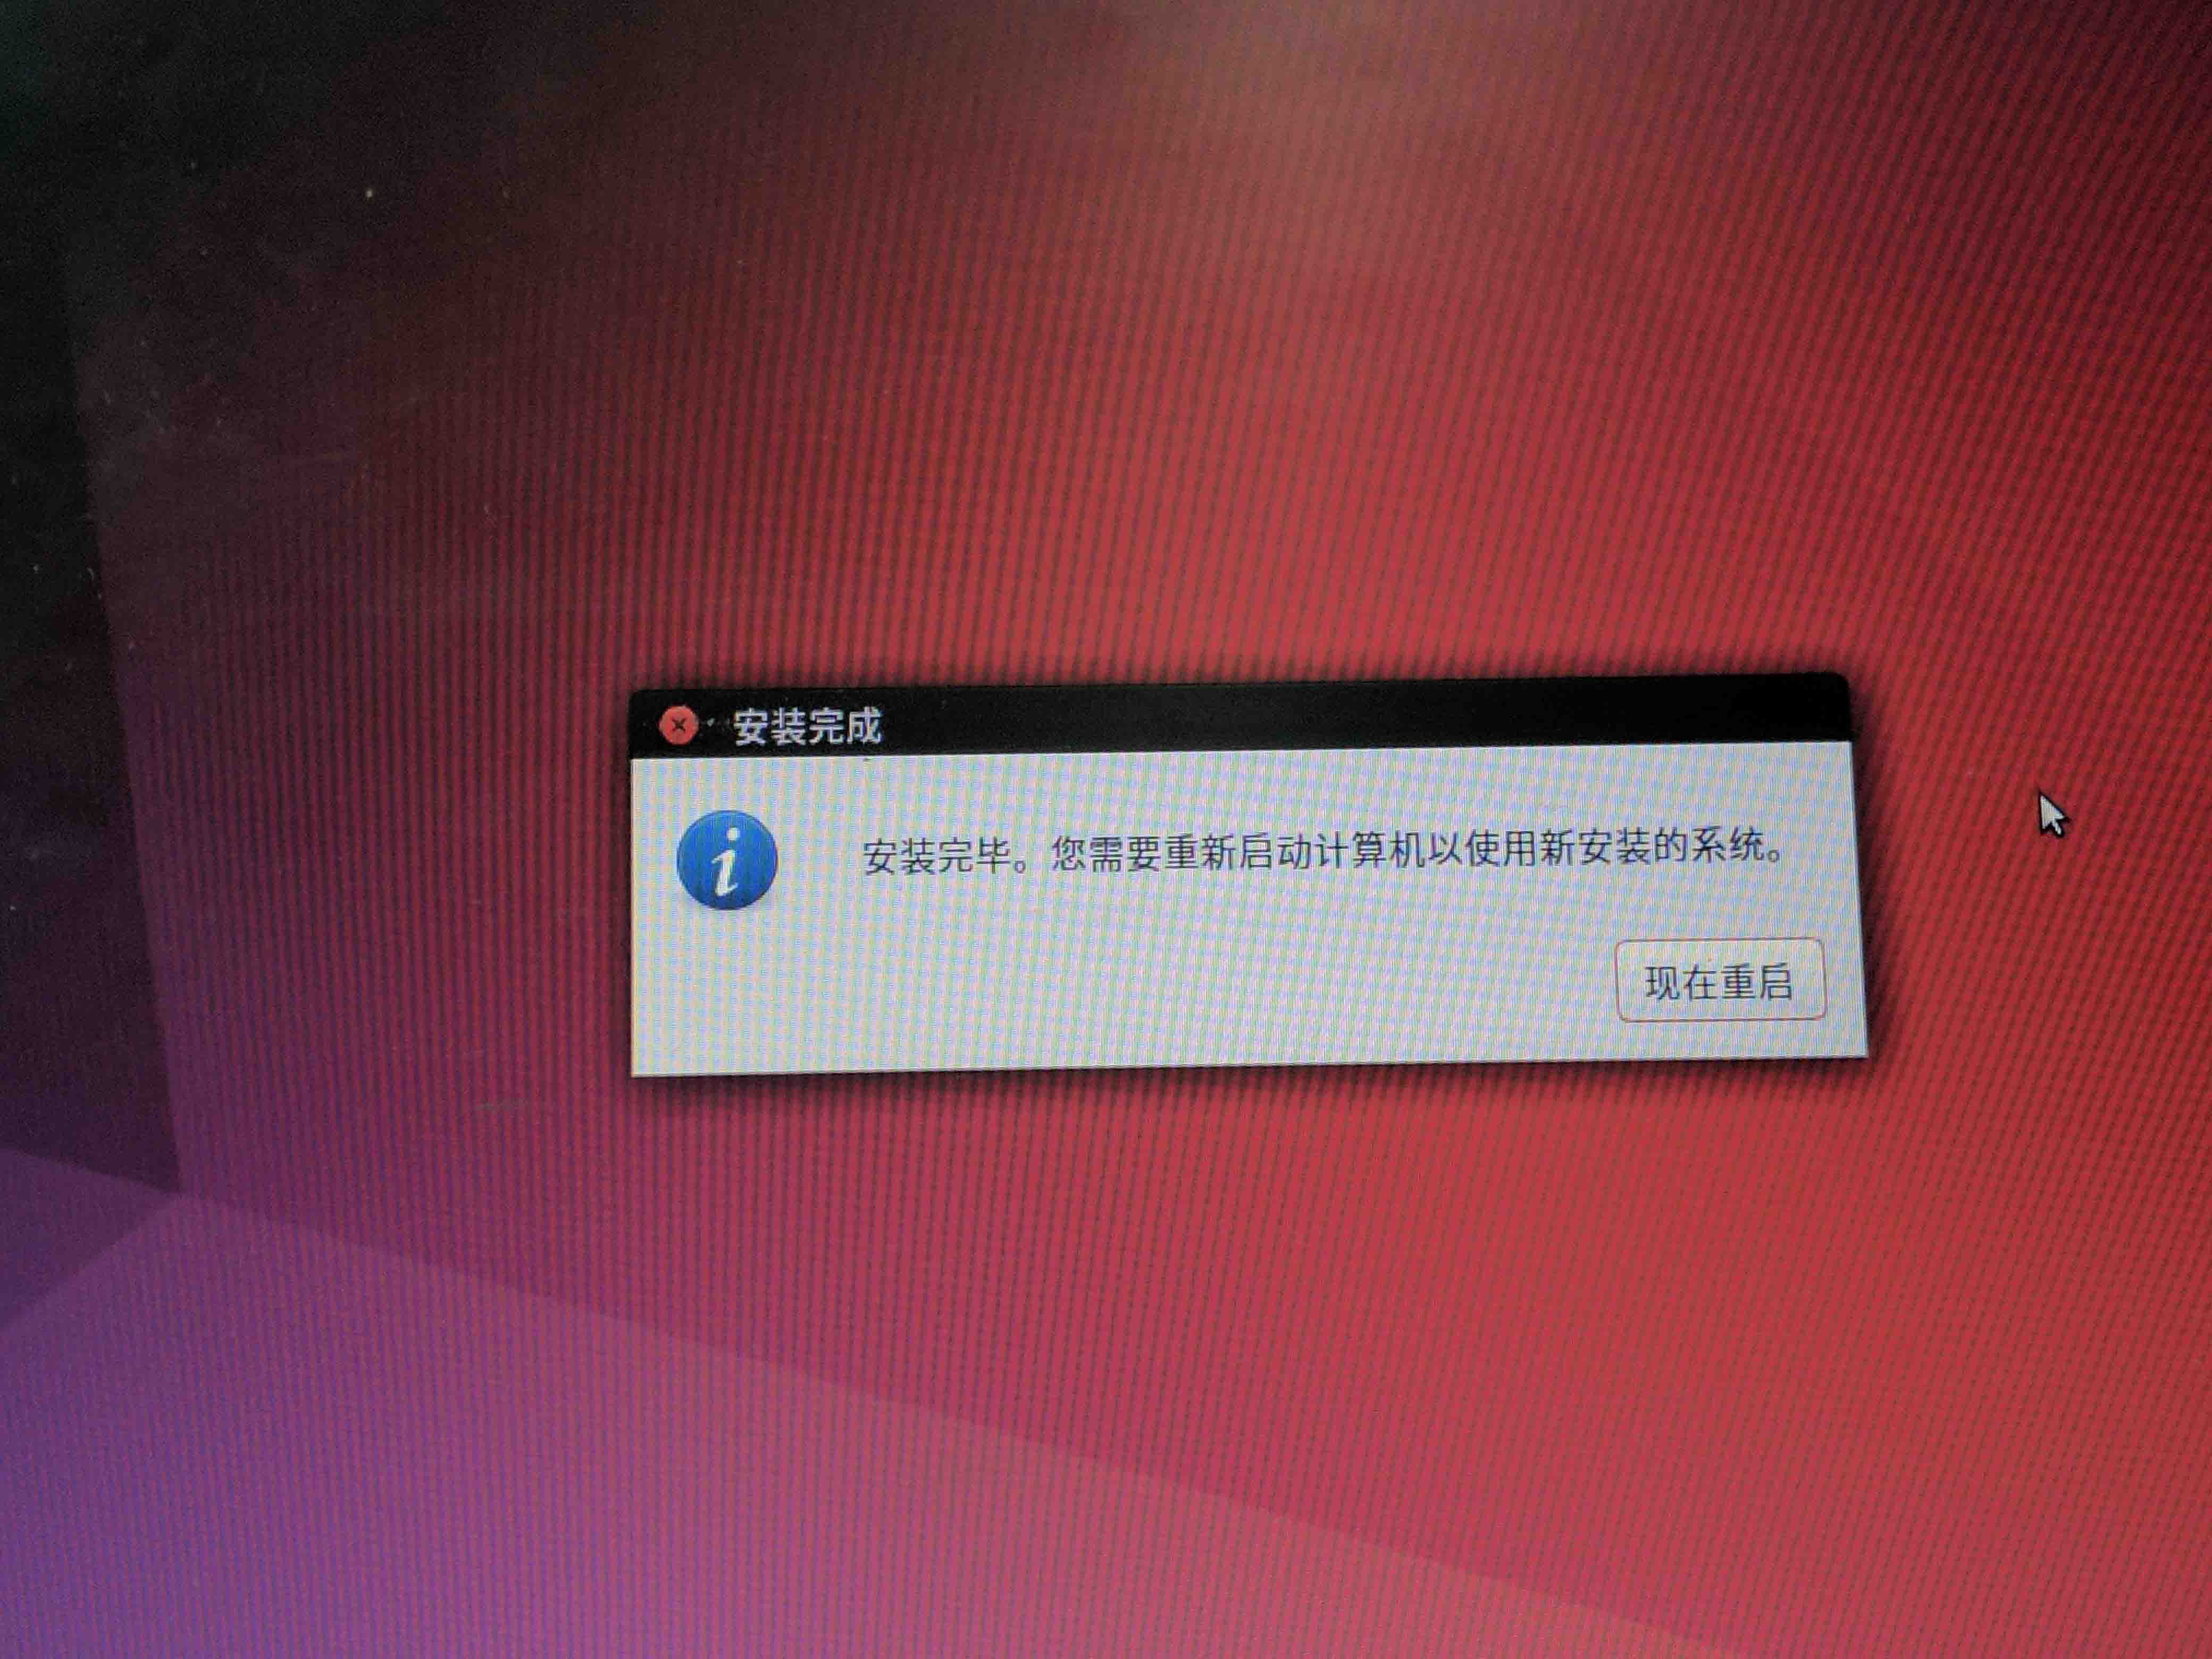 安装完成
安装完毕。您需要重新启动计算机以使用新安装的系统。
现在重启